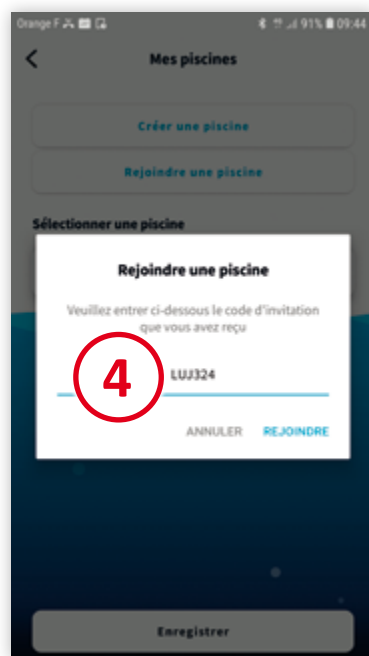 Orange F 91% 09:44
Mes piscines
Créer une piscine
Rejoindre une piscine
Sélectionner une piscine
Rejoindre une piscine
Veuillez entrer ci-dessous le code d'invitation
que vous avez reçu
4
LUJ324
ANNULER REJOINDRE
Enregistrer